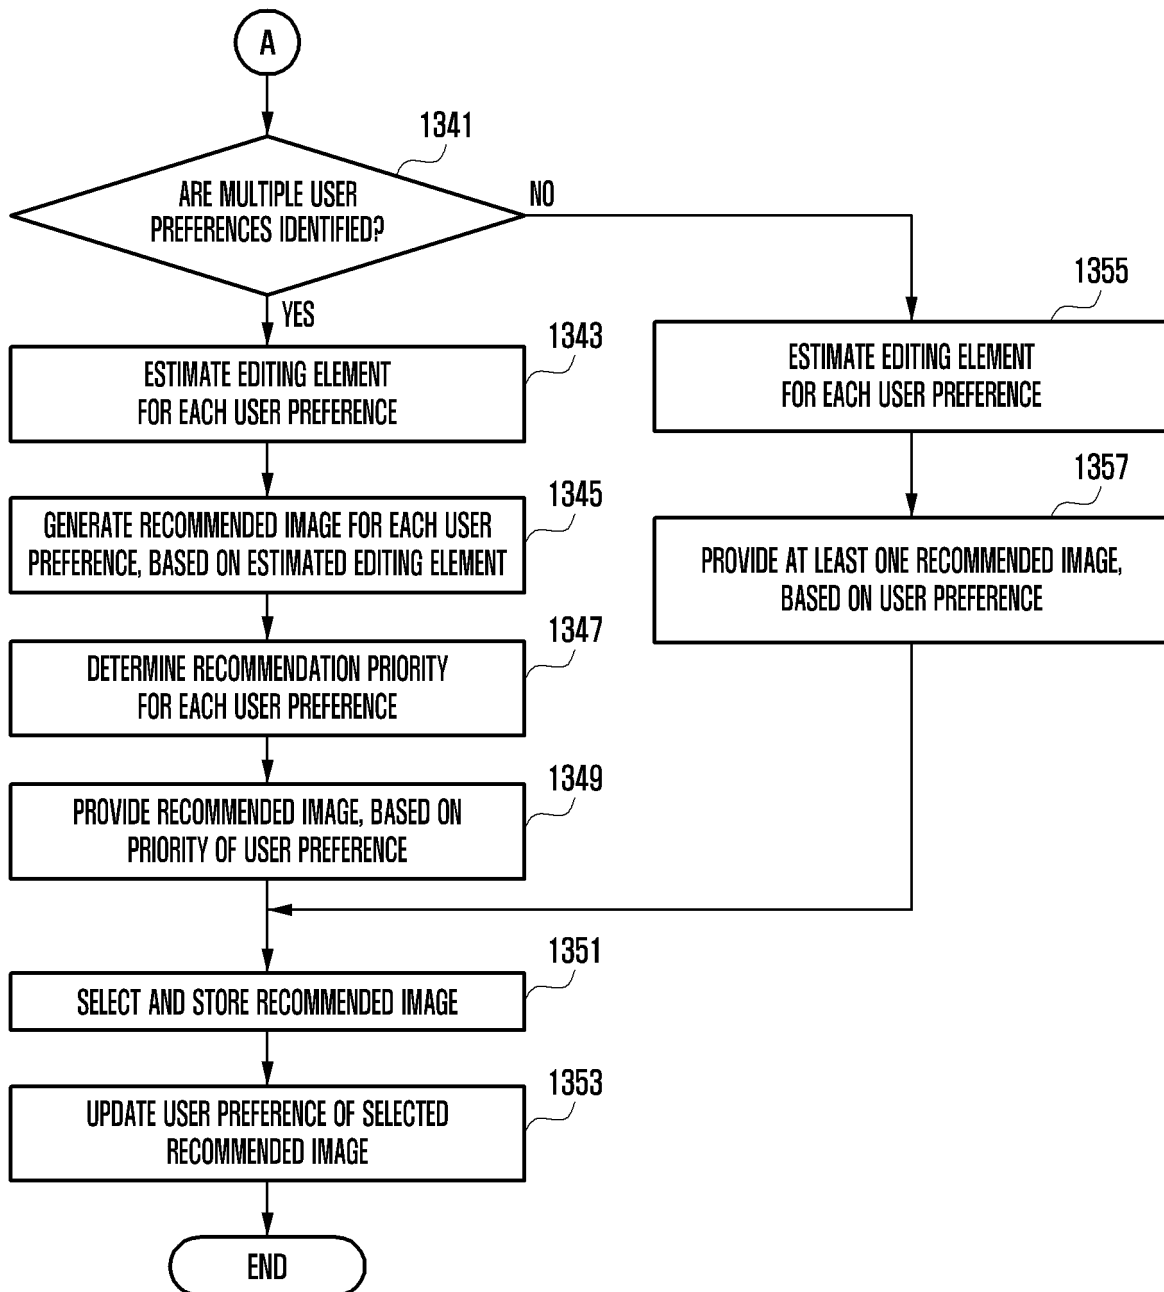 A
1341
ARE MULTIPLE USER
PREFERENCES IDENTIFIED?
NO
YES
1343
ESTIMATE EDITING ELEMENT
FOR EACH USER PREFERENCE
1345
GENERATE RECOMMENDED IMAGE FOR EACH USER
PREFERENCE, BASED ON ESTIMATED EDITING ELEMENT
1347
DETERMINE RECOMMENDATION PRIORITY
FOR EACH USER PREFERENCE
1349
PROVIDE RECOMMENDED IMAGE, BASED ON
PRIORITY OF USER PREFERENCE
1355
ESTIMATE EDITING ELEMENT
FOR EACH USER PREFERENCE
1357
PROVIDE AT LEAST ONE RECOMMENDED IMAGE,
BASED ON USER PREFERENCE
1351
SELECT AND STORE RECOMMENDED IMAGE
1353
UPDATE USER PREFERENCE OF SELECTED
RECOMMENDED IMAGE
END